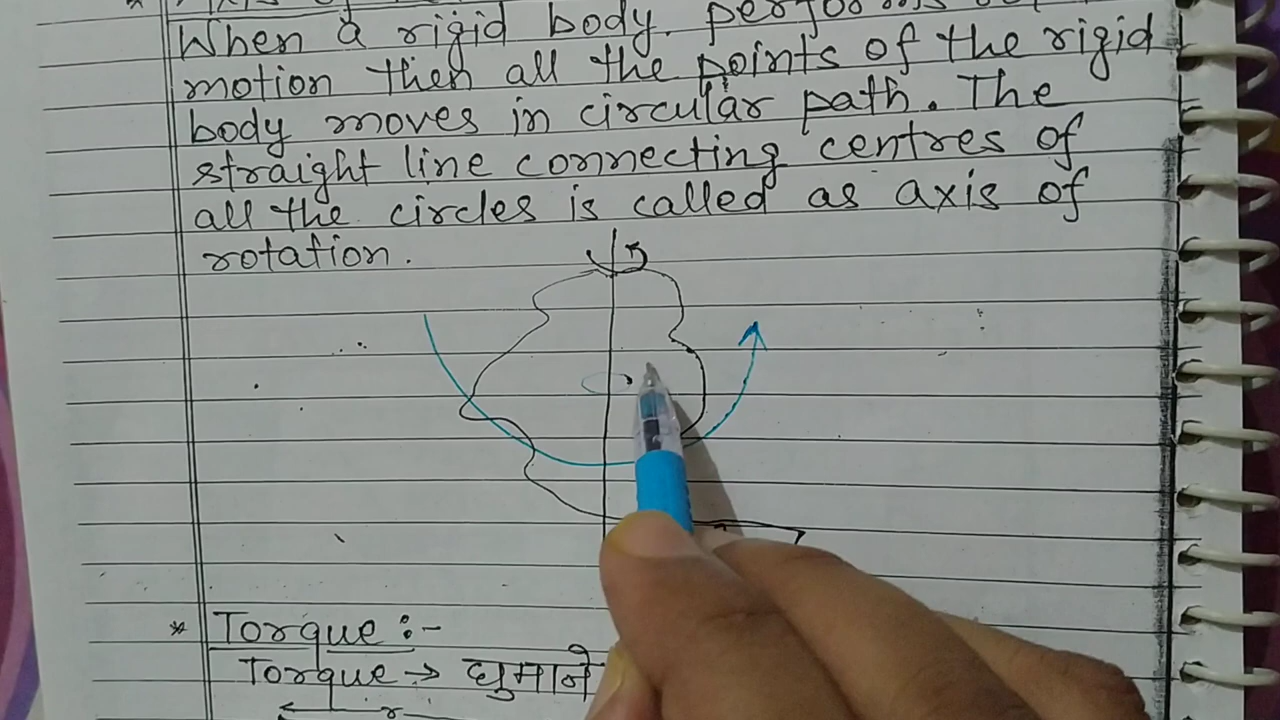 When a rigid body
motion then all the points of the rigid
body moves in circular path. The
straight line connecting centres of
all the circles is called as axis of
rotation.
* Torque :-
Torque → घुमाने
r